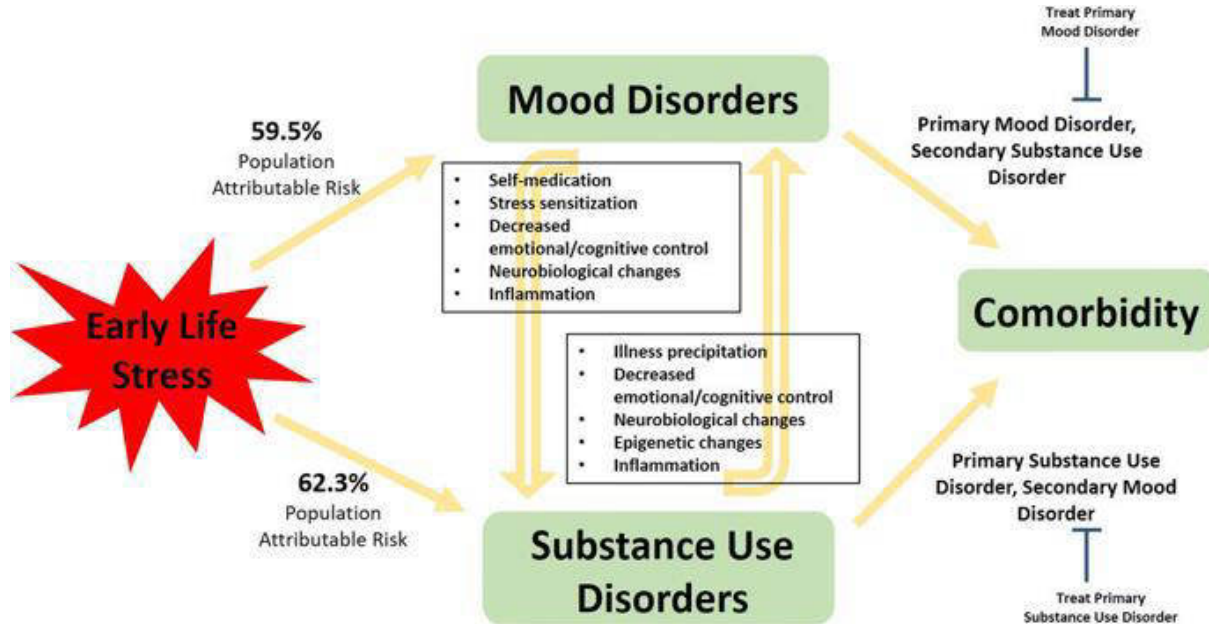 Treat Primary
Mood Disorder
Mood Disorders
59.5%
Population
Attributable Risk
Primary Mood Disorder,
Secondary Substance Use
Disorder
• Self-medication
• Stress sensitization
• Decreased
emotional/cognitive control
• Neurobiological changes
• Inflammation
Early Life
Stress
Comorbidity
• Illness precipitation
• Decreased
emotional/cognitive control
• Neurobiological changes
• Epigenetic changes
• Inflammation
62.3%
Population
Attributable Risk
Primary Substance Use
Disorder, Secondary Mood
Disorder
Substance Use
Disorders
Treat Primary
Substance Use Disorder